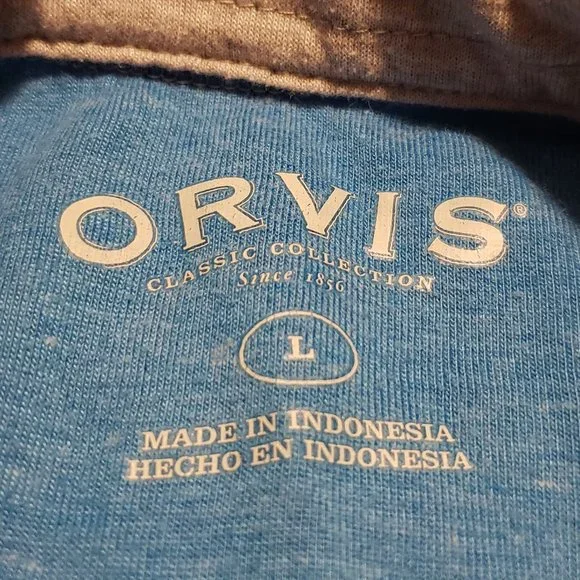 ORVIS®
CLASSIC COLLECTION
Since 1856
L
MADE IN INDONESIA
HECHO EN INDONESIA